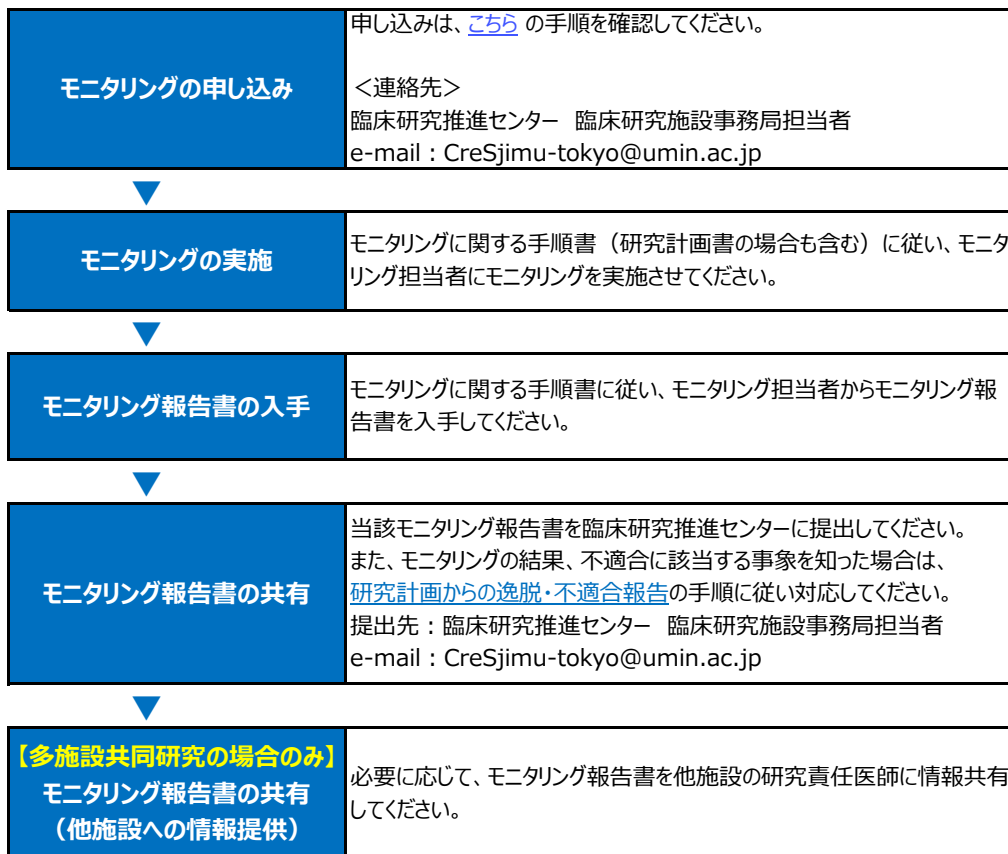 モニタリングの申し込み
申し込みは、こちら の手順を確認してください。
＜連絡先＞
臨床研究推進センター 臨床研究施設事務局担当者
e-mail：CreSjimu-tokyo@umin.ac.jp
▼
モニタリングの実施
モニタリングに関する手順書（研究計画書の場合も含む）に従い、モニタ
リング担当者にモニタリングを実施させてください。
▼
モニタリング報告書の入手
モニタリングに関する手順書に従い、モニタリング担当者からモニタリング報
告書を入手してください。
▼
モニタリング報告書の共有
当該モニタリング報告書を臨床研究推進センターに提出してください。
また、モニタリングの結果、不適合に該当する事象を知った場合は、
研究計画からの逸脱・不適合報告の手順に従い対応してください。
提出先：臨床研究推進センター 臨床研究施設事務局担当者
e-mail：CreSjimu-tokyo@umin.ac.jp
▼
【多施設共同研究の場合のみ】
モニタリング報告書の共有
（他施設への情報提供）
必要に応じて、モニタリング報告書を他施設の研究責任医師に情報共有
してください。